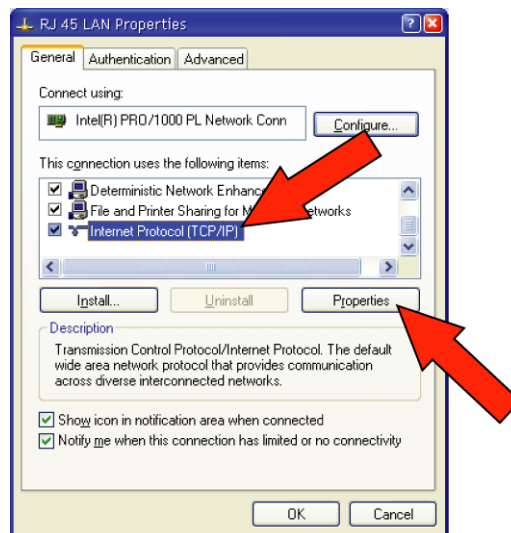 RJ 45 LAN Properties
General Authentication Advanced
Connect using:
Intel(R) PRO/1000 PL Network Conn
Configure...
This connection uses the following items:
Deterministic Network Enhanc
File and Printer Sharing for M etworks
Internet Protocol (TCP/IP)
Install... Uninstall Properties
Description
Transmission Control Protocol/Internet Protocol. The default
wide area network protocol that provides communication
across diverse interconnected networks.
Show icon in notification area when connected
Notify me when this connection has limited or no connectivity
OK Cancel